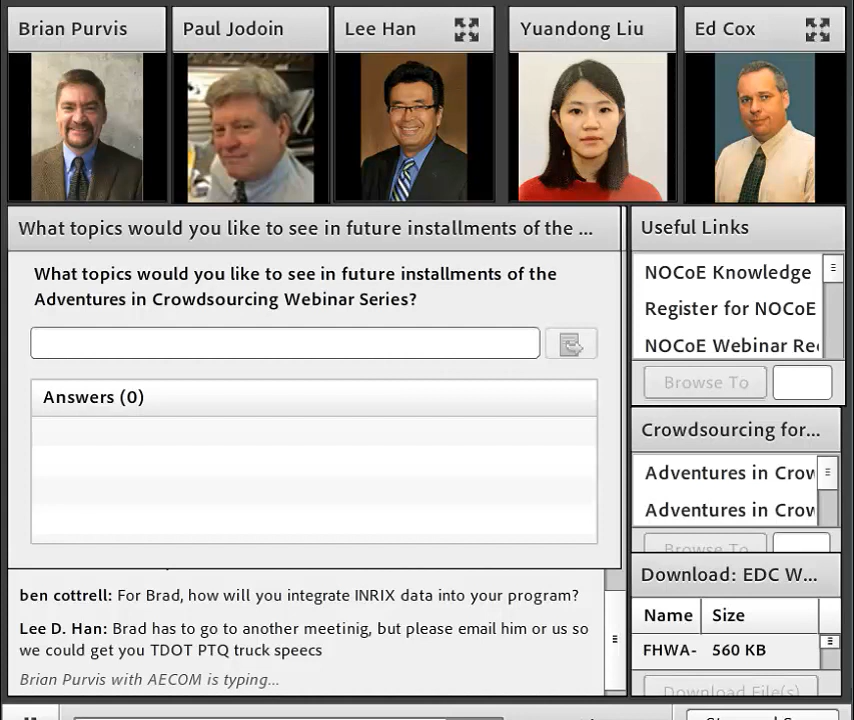 Brian Purvis
Paul Jodoin
Lee Han
Yuandong Liu
Ed Cox
What topics would you like to see in future installments of the ...
What topics would you like to see in future installments of the
Adventures in Crowdsourcing Webinar Series?
Answers (0)
ben cottrell: For Brad, how will you integrate INRIX data into your program?
Lee D. Han: Brad has to go to another meetinig, but please email him or us so
we could get you TDOT PTQ truck speecs
Brian Purvis with AECOM is typing...
Useful Links
NOCoE Knowledge
Register for NOCoE
NOCoE Webinar Re
Browse To
Crowdsourcing for...
Adventures in Crow
Adventures in Crow
Browse To
Download: EDC W...
Name Size
FHWA- 560 KB
Download File(s)